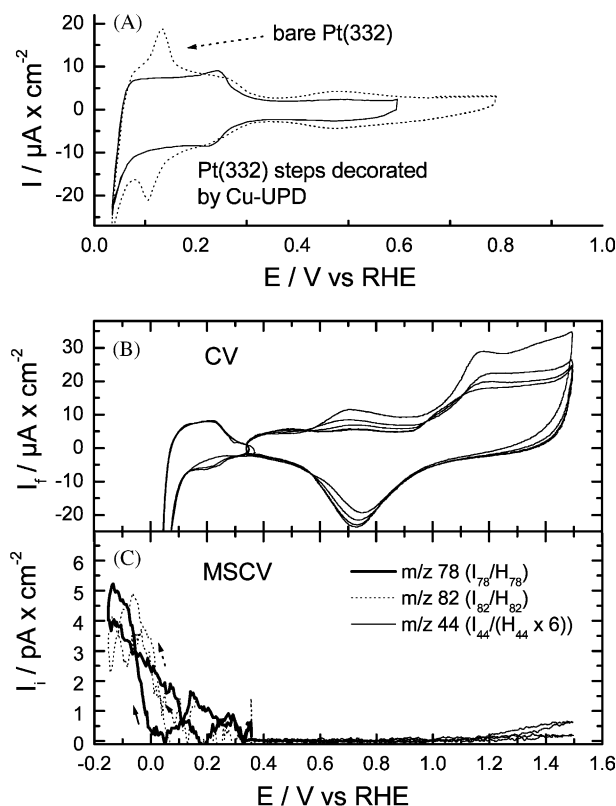 (A)
bare Pt(332)
Pt(332) steps decorated
by Cu-UPD
I / µA x cm-2
20
10
0
-10
-20
0.0 0.2 0.4 0.6 0.8 1.0
E / V vs RHE
(B)
CV
If / µA x cm-2
30
20
10
0
-10
-20
(C)
MSCV
m/z 78 (I78/H78)
m/z 82 (I82/H82)
m/z 44 (I44/(H44 x 6))
Ii / pA x cm-2
6
5
4
3
2
1
0
-0.2 0.0 0.2 0.4 0.6 0.8 1.0 1.2 1.4 1.6
E / V vs RHE